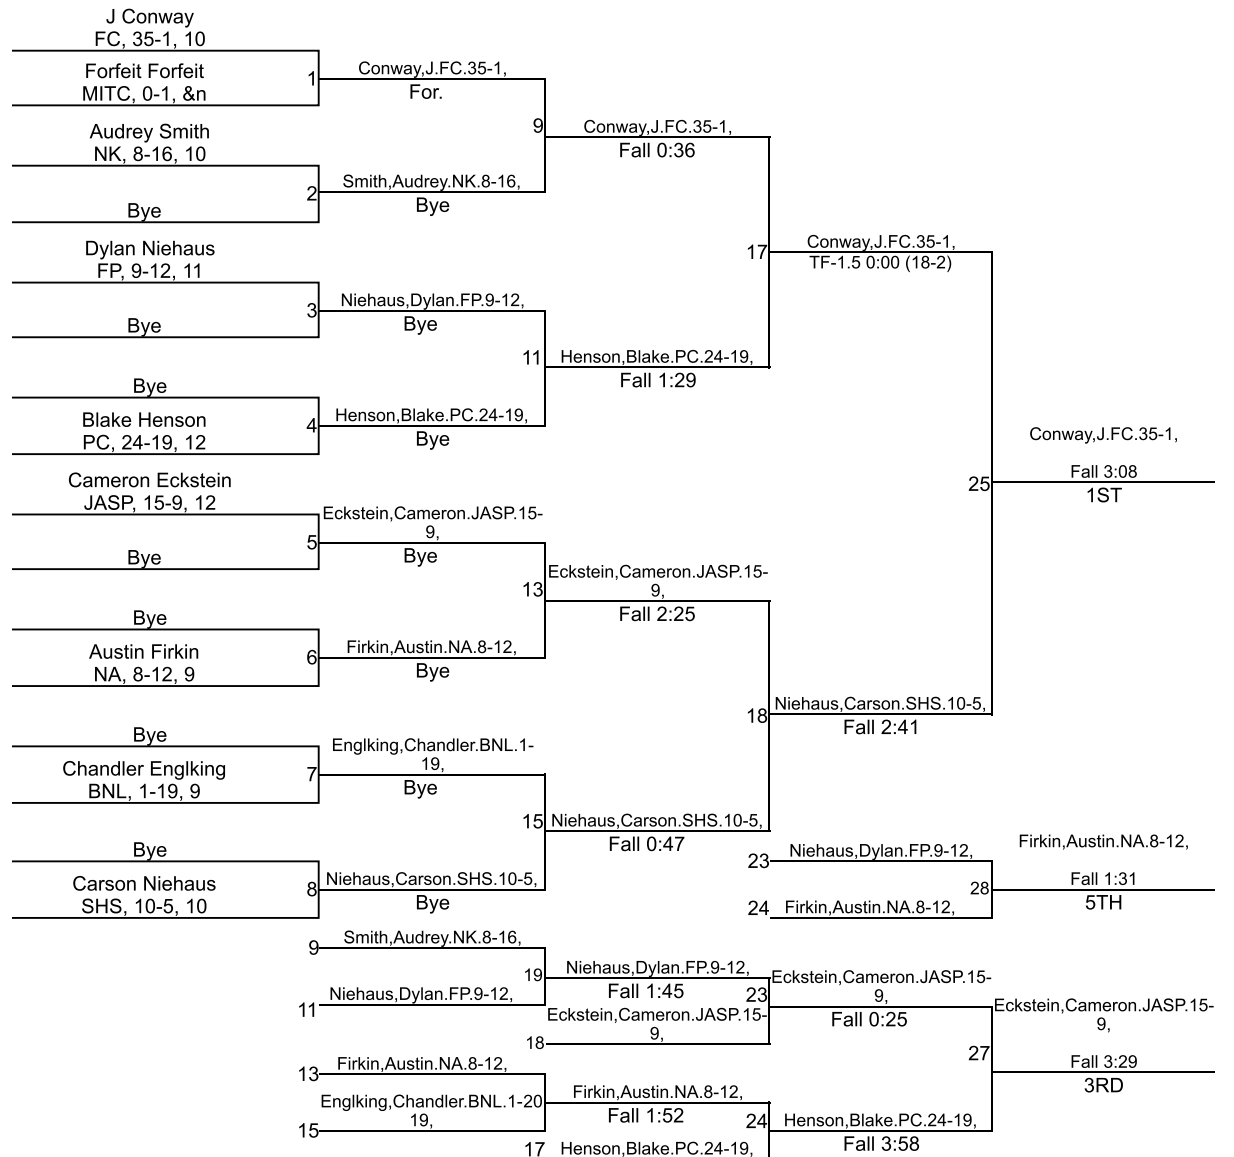 J Conway
FC, 35-1, 10
Forfeit Forfeit
MITC, 0-1, &n
1
Conway,J.FC.35-1,
For.
Audrey Smith
NK, 8-16, 10
Bye
2
Smith,Audrey.NK.8-16,
Bye
9
Conway,J.FC.35-1,
Fall 0:36
Dylan Niehaus
FP, 9-12, 11
Bye
3
Niehaus,Dylan.FP.9-12,
Bye
Bye
Blake Henson
PC, 24-19, 12
4
Henson,Blake.PC.24-19,
Bye
11
Henson,Blake.PC.24-19,
Fall 1:29
17
Conway,J.FC.35-1,
TF-1.5 0:00 (18-2)
Cameron Eckstein
JASP, 15-9, 12
Bye
5
Eckstein,Cameron.JASP.15-
9,
Bye
Bye
Austin Firkin
NA, 8-12, 9
6
Firkin,Austin.NA.8-12,
Bye
13
Eckstein,Cameron.JASP.15-
9,
Fall 2:25
Bye
Chandler Englking
BNL, 1-19, 9
7
Englking,Chandler.BNL.1-
19,
Bye
Bye
Carson Niehaus
SHS, 10-5, 10
8
Niehaus,Carson.SHS.10-5,
Bye
15
Niehaus,Carson.SHS.10-5,
Fall 0:47
18
Niehaus,Carson.SHS.10-5,
Fall 2:41
25
Conway,J.FC.35-1,
Fall 3:08
1ST
23
Niehaus,Dylan.FP.9-12,
24
Firkin,Austin.NA.8-12,
28
Firkin,Austin.NA.8-12,
Fall 1:31
5TH
9
Smith,Audrey.NK.8-16,
11
Niehaus,Dylan.FP.9-12,
19
Niehaus,Dylan.FP.9-12,
Fall 1:45
18
Eckstein,Cameron.JASP.15-
9,
23
Eckstein,Cameron.JASP.15-
9,
Fall 0:25
13
Firkin,Austin.NA.8-12,
15
Englking,Chandler.BNL.1-
19,
20
Firkin,Austin.NA.8-12,
Fall 1:52
17
Henson,Blake.PC.24-19,
24
Henson,Blake.PC.24-19,
Fall 3:58
27
Eckstein,Cameron.JASP.15-
9,
Fall 3:29
3RD